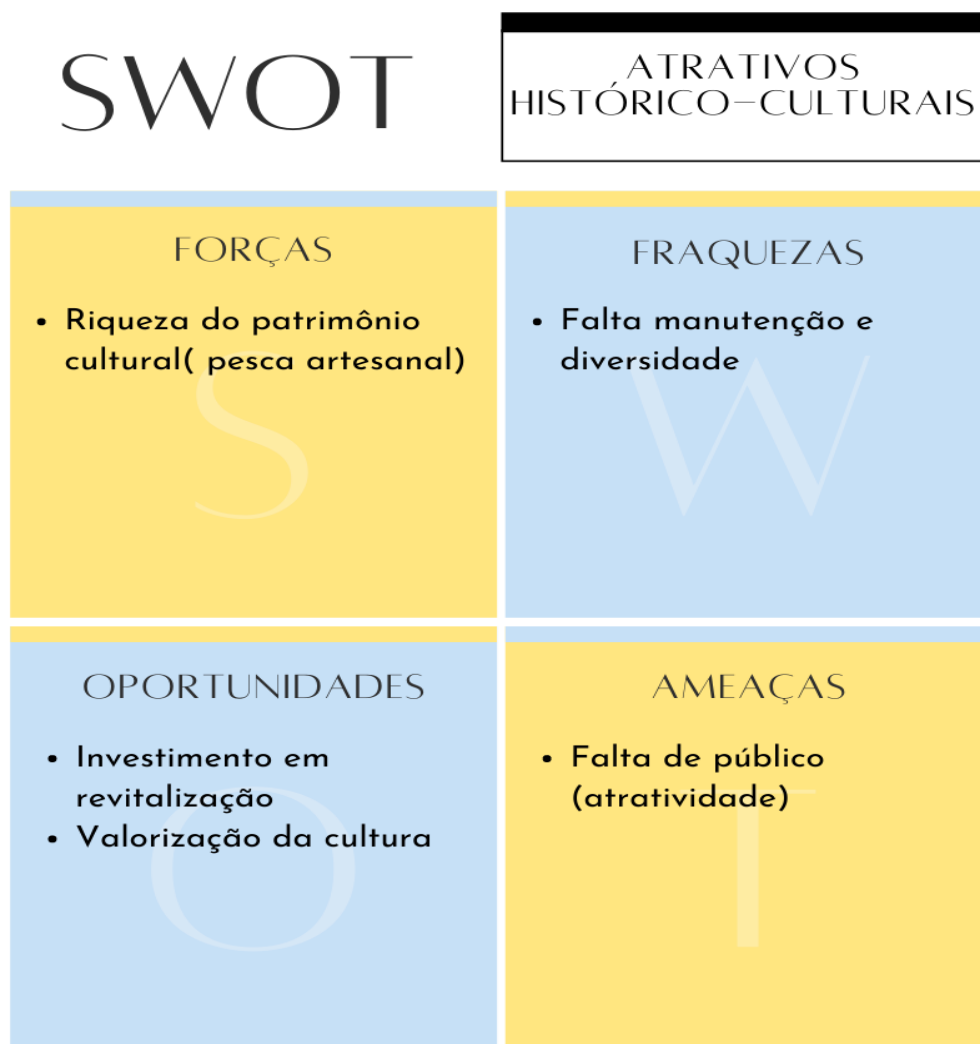 SWOT
ATRATIVOS
HISTÓRICO–CULTURAIS
FORÇAS
• Riqueza do patrimônio
cultural( pesca artesanal)
S
FRAQUEZAS
• Falta manutenção e
diversidade
W
OPORTUNIDADES
• Investimento em
revitalização
• Valorização da cultura
O
AMEAÇAS
• Falta de público
(atratividade)
T